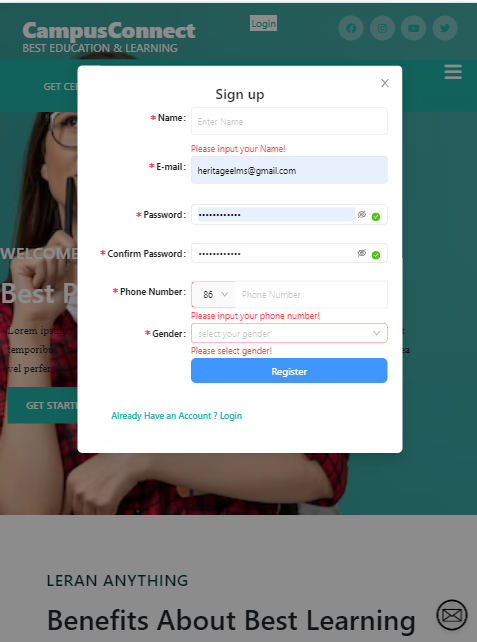 CampusConnect
BEST EDUCATION & LEARNING
Login
GET CE
Sign up
* Name:
Enter Name
Please input your Name!
* E-mail:
heritageelms@gmail.com
* Password:
••••••••••••
* Confirm Password:
••••••••••••
* Phone Number:
86
Phone Number
Please input your phone number!
* Gender:
select your gender
Please select gender!
Register
Already Have an Account ? Login
WELCOME
Best P
Lorem ips
temporibu
ea
vel perfer
GET START
LERAN ANYTHING
Benefits About Best Learning